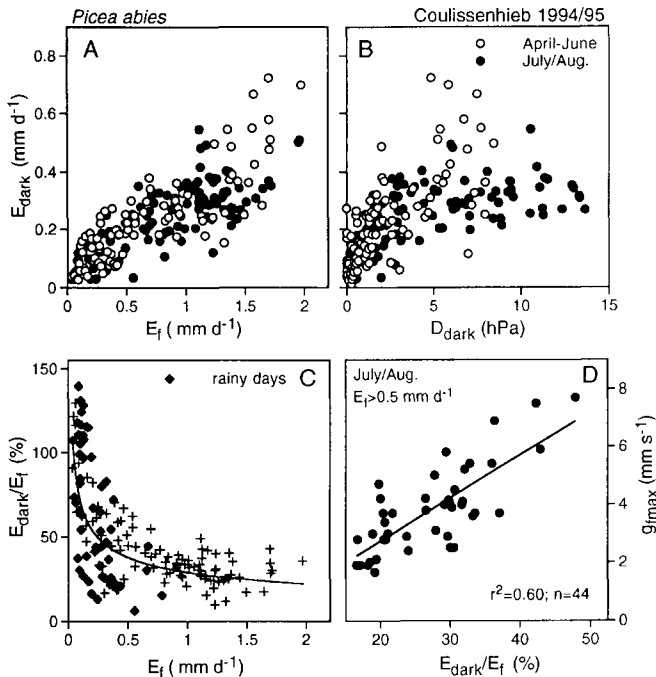 Picea abies
Coulissenhieb 1994/95
A
B
April-June
July/Aug.
0.8
0.6
0.4
0.2
0
E_dark (mm d⁻¹)
0 0.5 1 1.5 2
E_f ( mm d⁻¹)
0 5 10 15
D_dark (hPa)
150
100
50
0
E_dark/E_f (%)
rainy days C
0 0.5 1 1.5 2
E_f ( mm d⁻¹)
July/Aug.
D
E_f>0.5 mm d⁻¹
r²=0.60; n=44
20 30 40 50
E_dark/E_f (%)
8
6
4
2
0
g_fmax (mm s⁻¹)